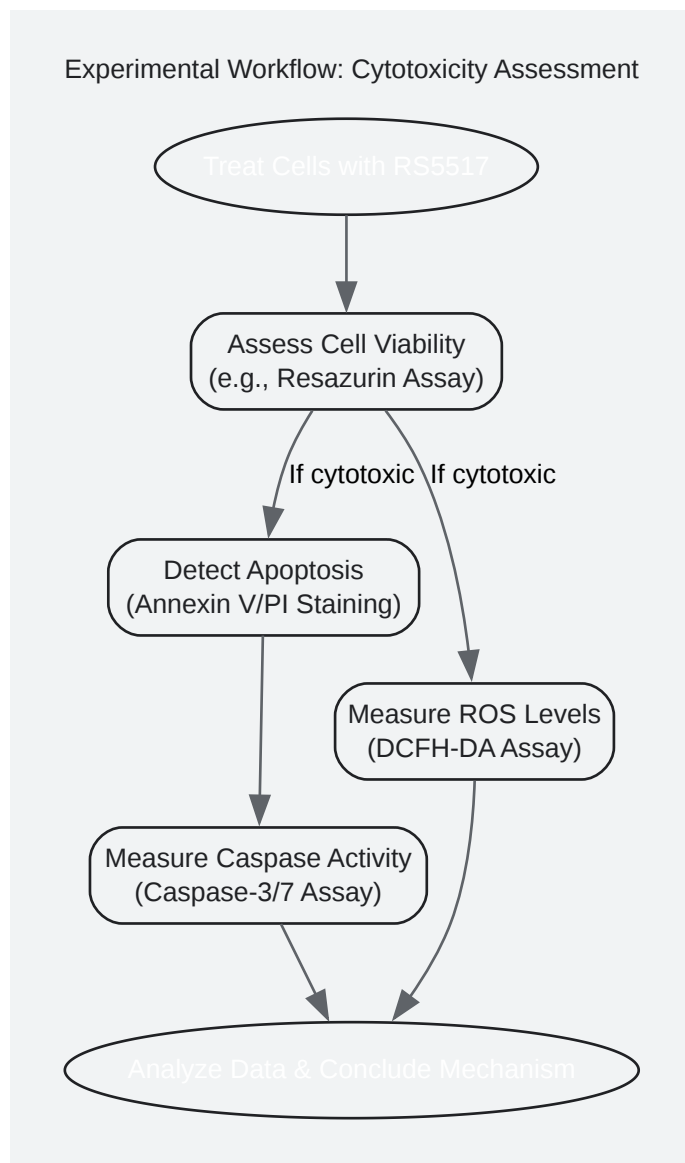 Experimental Workflow: Cytotoxicity Assessment
Treat Cells with RS5517
Assess Cell Viability
(e.g., Resazurin Assay)
If cytotoxic
If cytotoxic
Detect Apoptosis
(Annexin V/PI Staining)
Measure ROS Levels
(DCFH-DA Assay)
Measure Caspase Activity
(Caspase-3/7 Assay)
Analyze Data & Conclude Mechanism